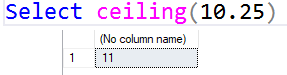 Select ceiling(10.25)
(No column name)
1 11